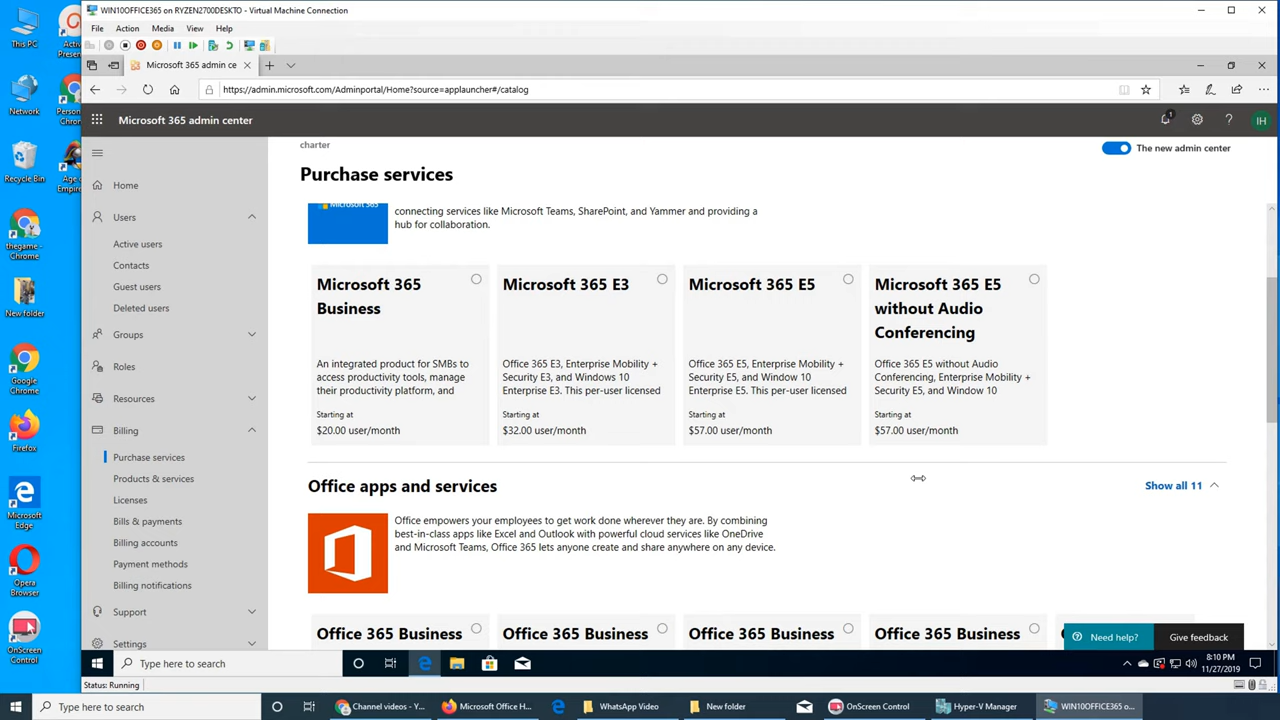 WIN10OFFICE365 on RYZEN2700DESKTO - Virtual Machine Connection
File Action Media View Help
Microsoft 365 admin ce
https://admin.microsoft.com/Adminportal/Home?source=applauncher#/catalog
Microsoft 365 admin center
1
IH
This PC
Network
Recycle Bin
thegame - Chrome
New folder
Google Chrome
Firefox
Microsoft Edge
Opera Browser
OnScreen Control
Home
Users
Active users
Contacts
Guest users
Deleted users
Groups
Roles
Resources
Billing
Purchase services
Products & services
Licenses
Bills & payments
Billing accounts
Payment methods
Billing notifications
Support
Settings
charter
The new admin center
Purchase services
connecting services like Microsoft Teams, SharePoint, and Yammer and providing a
hub for collaboration.
Microsoft 365
Business
An integrated product for SMBs to
access productivity tools, manage
their productivity platform, and
Starting at
$20.00 user/month
Microsoft 365 E3
Office 365 E3, Enterprise Mobility +
Security E3, and Windows 10
Enterprise E3. This per-user licensed
Starting at
$32.00 user/month
Microsoft 365 E5
Office 365 E5, Enterprise Mobility +
Security E5, and Window 10
Enterprise E5. This per-user licensed
Starting at
$57.00 user/month
Microsoft 365 E5
without Audio
Conferencing
Office 365 E5 without Audio
Conferencing, Enterprise Mobility +
Security E5, and Window 10
Starting at
$57.00 user/month
Office apps and services
Show all 11
Office empowers your employees to get work done wherever they are. By combining
best-in-class apps like Excel and Outlook with powerful cloud services like OneDrive
and Microsoft Teams, Office 365 lets anyone create and share anywhere on any device.
Office 365 Business
Office 365 Business
Office 365 Business
Office 365 Business
Need help?
Give feedback
Type here to search
8:10 PM
11/27/2019
Status: Running
Type here to search
Channel videos - Y...
Microsoft Office H...
WhatsApp Video
New folder
OnScreen Control
Hyper-V Manager
WIN10OFFICE365 o...